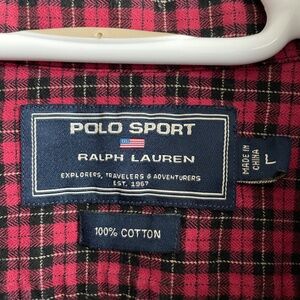 POLO SPORT
RALPH LAUREN
EXPLORERS, TRAVELERS & ADVENTURERS
EST. 1967
MADE IN
CHINA
L
100% COTTON